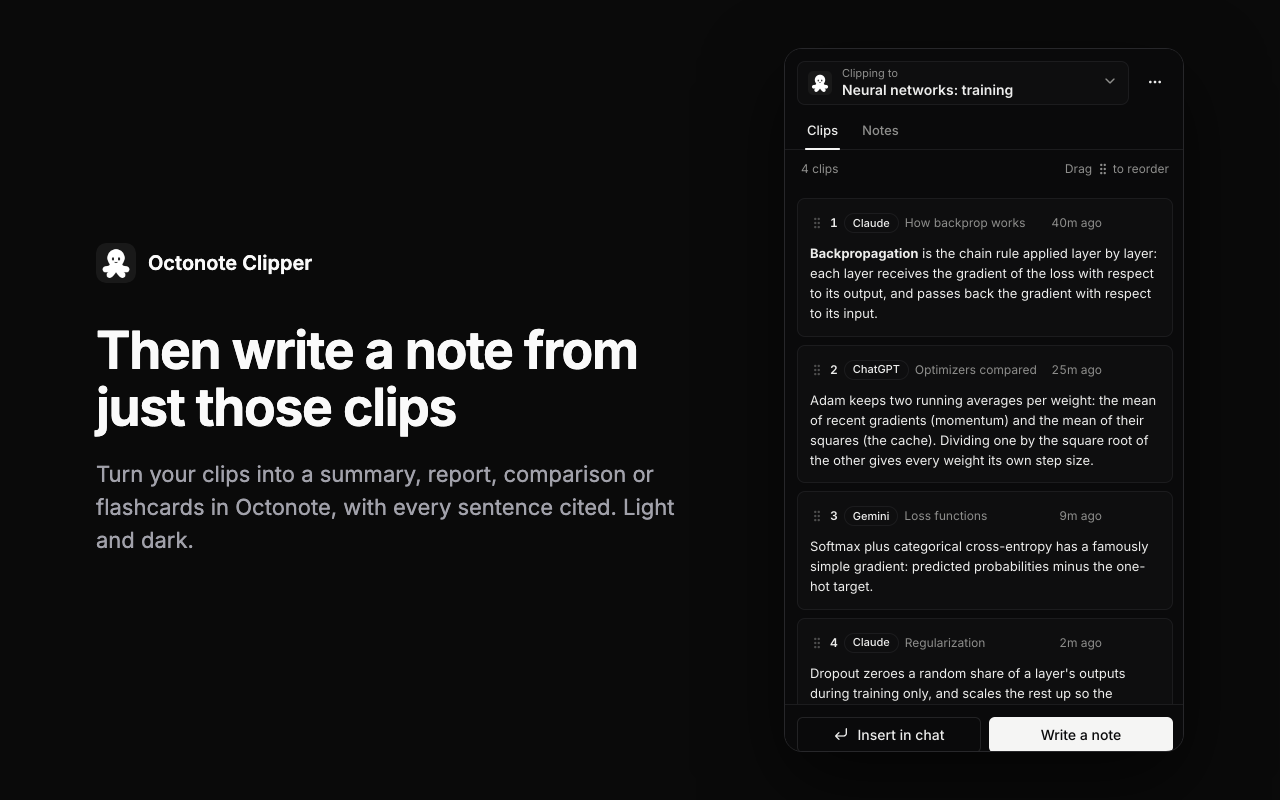 Octonote Clipper
Then write a note from
just those clips
Turn your clips into a summary, report, comparison or
flashcards in Octonote, with every sentence cited. Light
and dark.
Clipping to
Neural networks: training
Clips Notes
4 clips Drag to reorder
1 Claude How backprop works 40m ago
Backpropagation is the chain rule applied layer by layer:
each layer receives the gradient of the loss with respect
to its output, and passes back the gradient with respect
to its input.
2 ChatGPT Optimizers compared 25m ago
Adam keeps two running averages per weight: the mean
of recent gradients (momentum) and the mean of their
squares (the cache). Dividing one by the square root of
the other gives every weight its own step size.
3 Gemini Loss functions 9m ago
Softmax plus categorical cross-entropy has a famously
simple gradient: predicted probabilities minus the one-
hot target.
4 Claude Regularization 2m ago
Dropout zeroes a random share of a layer's outputs
during training only, and scales the rest up so the
Insert in chat Write a note